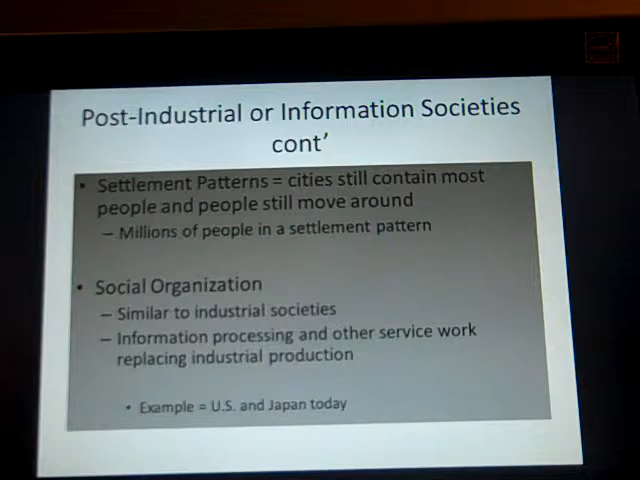 Post-Industrial or Information Societies
cont'
• Settlement Patterns = cities still contain most
people and people still move around
– Millions of people in a settlement pattern
• Social Organization
– Similar to industrial societies
– Information processing and other service work
replacing industrial production
• Example = U.S. and Japan today